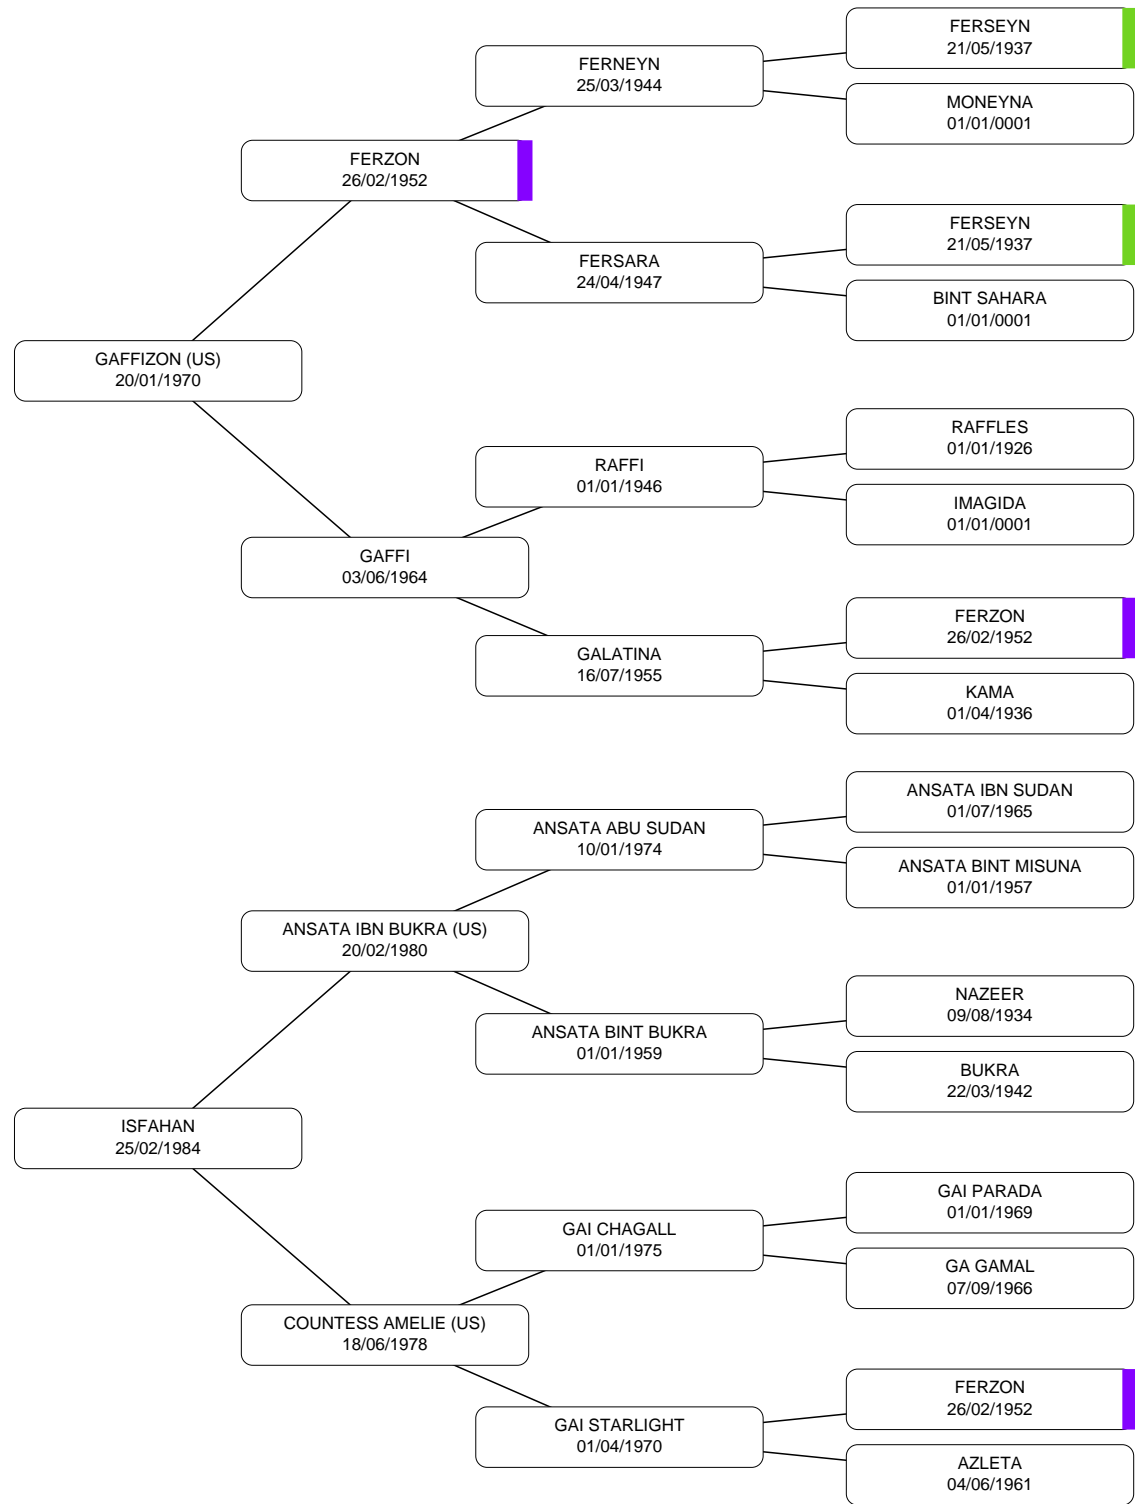 FERSEYN
21/05/1937
FERNEYN
25/03/1944
MONEYNA
01/01/0001
FERZON
26/02/1952
FERSEYN
21/05/1937
FERSARA
24/04/1947
BINT SAHARA
01/01/0001
GAFFIZON (US)
20/01/1970
RAFFLES
01/01/1926
RAFFI
01/01/1946
IMAGIDA
01/01/0001
GAFFI
03/06/1964
FERZON
26/02/1952
GALATINA
16/07/1955
KAMA
01/04/1936
ANSATA IBN SUDAN
01/07/1965
ANSATA ABU SUDAN
10/01/1974
ANSATA BINT MISUNA
01/01/1957
ANSATA IBN BUKRA (US)
20/02/1980
NAZEER
09/08/1934
ANSATA BINT BUKRA
01/01/1959
BUKRA
22/03/1942
ISFAHAN
25/02/1984
GAI PARADA
01/01/1969
GAI CHAGALL
01/01/1975
GA GAMAL
07/09/1966
COUNTESS AMELIE (US)
18/06/1978
FERZON
26/02/1952
GAI STARLIGHT
01/04/1970
AZLETA
04/06/1961